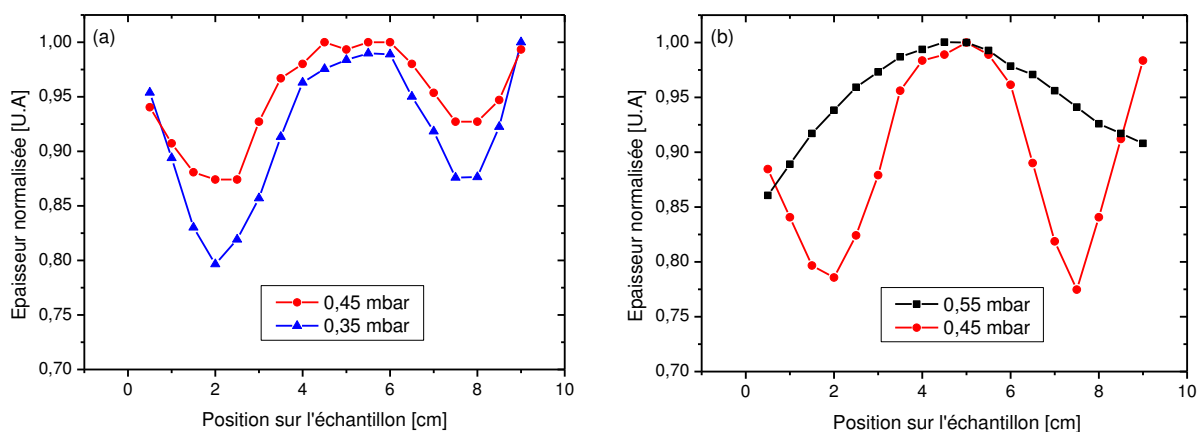 (a)
Epaisseur normalisée [U.A]
1,00
0,95
0,90
0,85
0,80
0,75
0,70
0,45 mbar
0,35 mbar
0 2 4 6 8 10
Position sur l'échantillon [cm]
(b)
Epaisseur normalisée [U.A]
1,00
0,95
0,90
0,85
0,80
0,75
0,70
0,55 mbar
0,45 mbar
0 2 4 6 8 10
Position sur l'échantillon [cm]